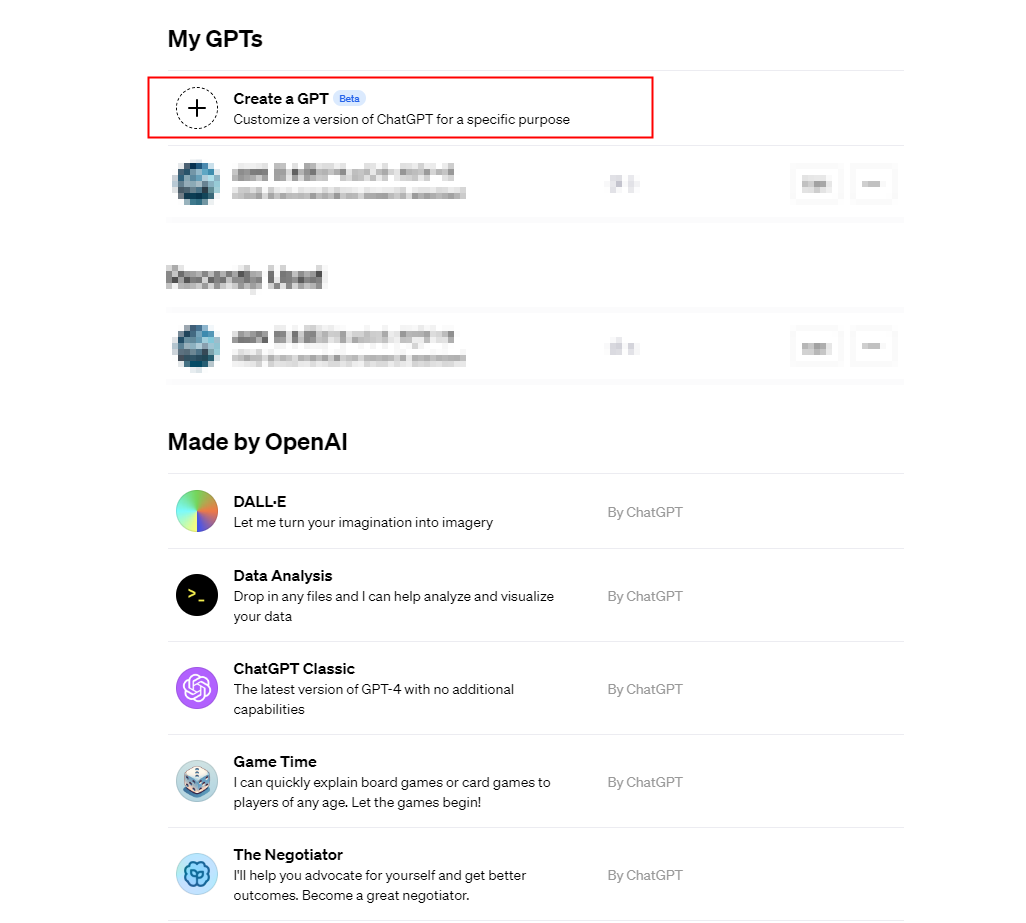 My GPTs
Create a GPT Beta
Customize a version of ChatGPT for a specific purpose
Recently Used
Made by OpenAI
DALL·E
Let me turn your imagination into imagery
By ChatGPT
Data Analysis
Drop in any files and I can help analyze and visualize
your data
By ChatGPT
>_
ChatGPT Classic
The latest version of GPT-4 with no additional
capabilities
By ChatGPT
Game Time
I can quickly explain board games or card games to
players of any age. Let the games begin!
By ChatGPT
The Negotiator
I'll help you advocate for yourself and get better
outcomes. Become a great negotiator.
By ChatGPT